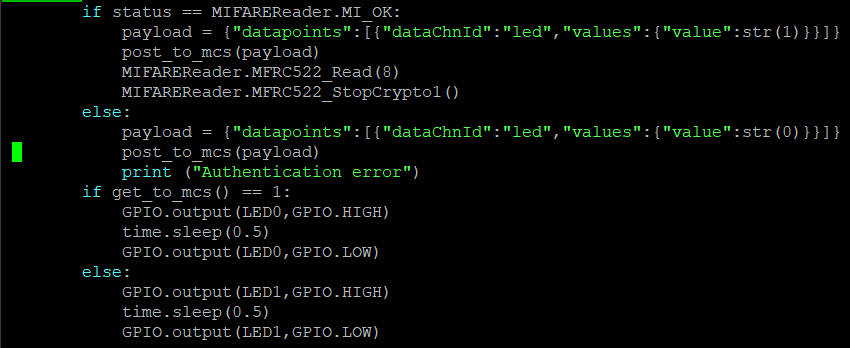 if status == MIFAREReader.MI_OK:
    payload = {"datapoints":[{"dataChnId":"led","values":{"value":str(1)}}]}
    post_to_mcs(payload)
    MIFAREReader.MFRC522_Read(8)
    MIFAREReader.MFRC522_StopCrypto1()
else:
    payload = {"datapoints":[{"dataChnId":"led","values":{"value":str(0)}}]}
    post_to_mcs(payload)
    print ("Authentication error")
if get_to_mcs() == 1:
    GPIO.output(LED0,GPIO.HIGH)
    time.sleep(0.5)
    GPIO.output(LED0,GPIO.LOW)
else:
    GPIO.output(LED1,GPIO.HIGH)
    time.sleep(0.5)
    GPIO.output(LED1,GPIO.LOW)